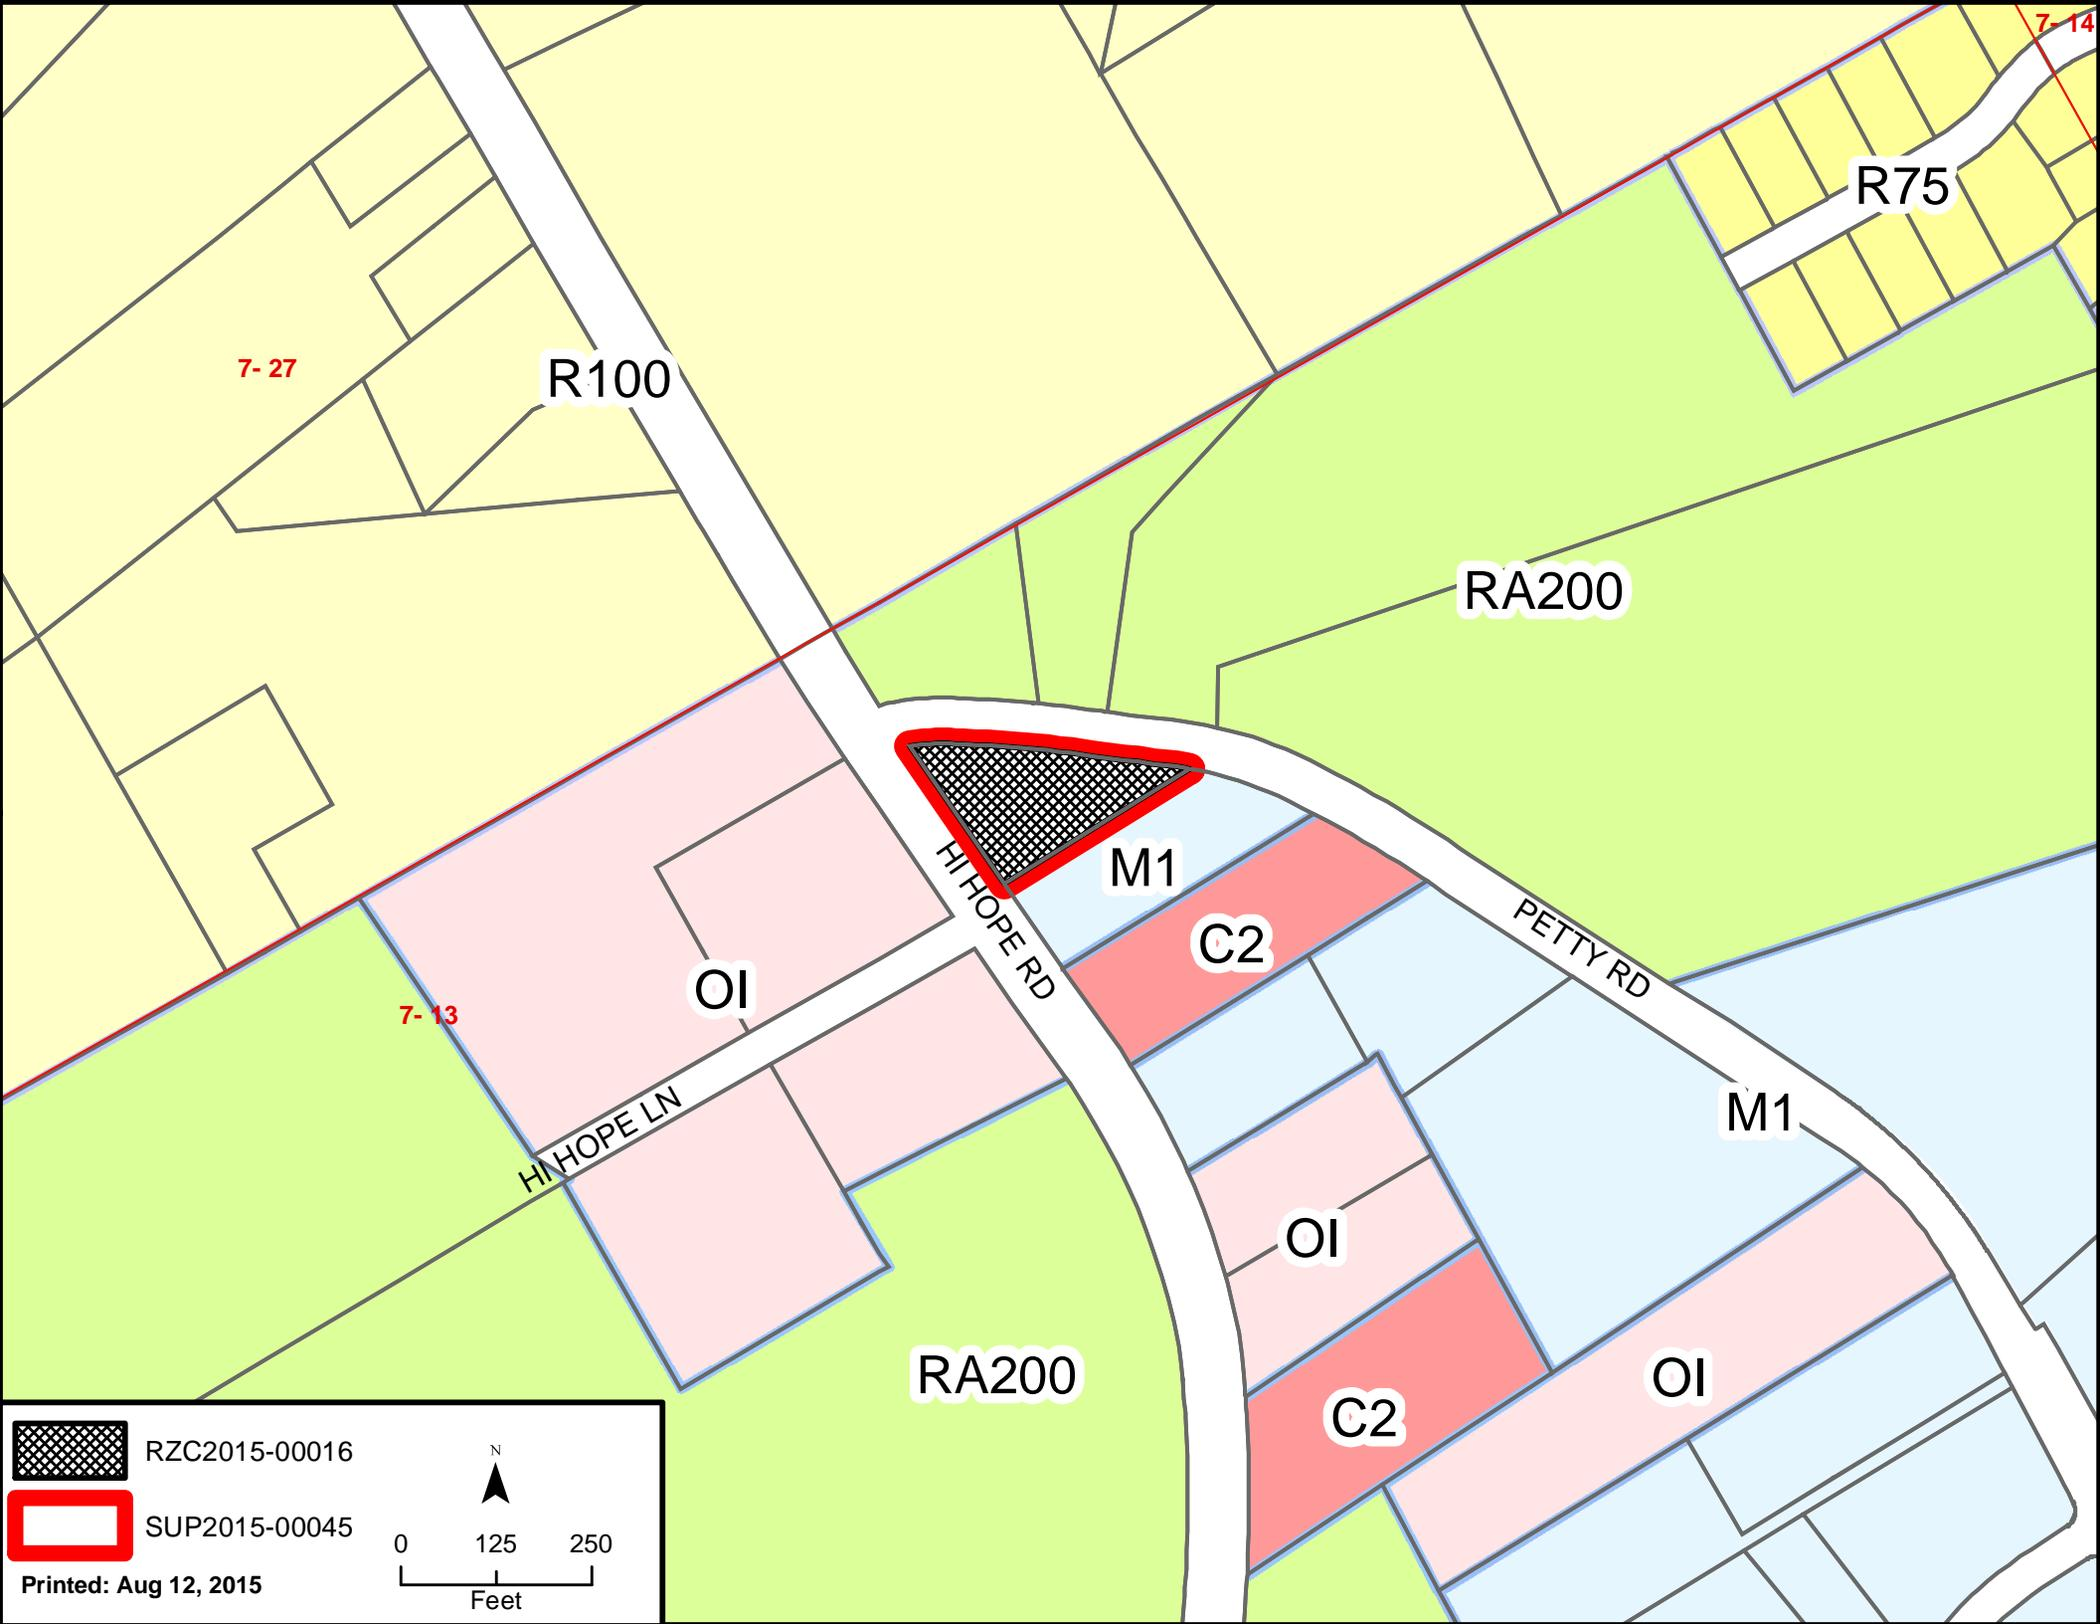 7- 14
R75
7- 27
R100
RA200
M1
HI HOPE RD
C2
PETTY RD
OI
7- 13
HI HOPE LN
M1
OI
RA200
OI
C2
RZC2015-00016
N
SUP2015-00045
0 125 250
Printed: Aug 12, 2015
Feet